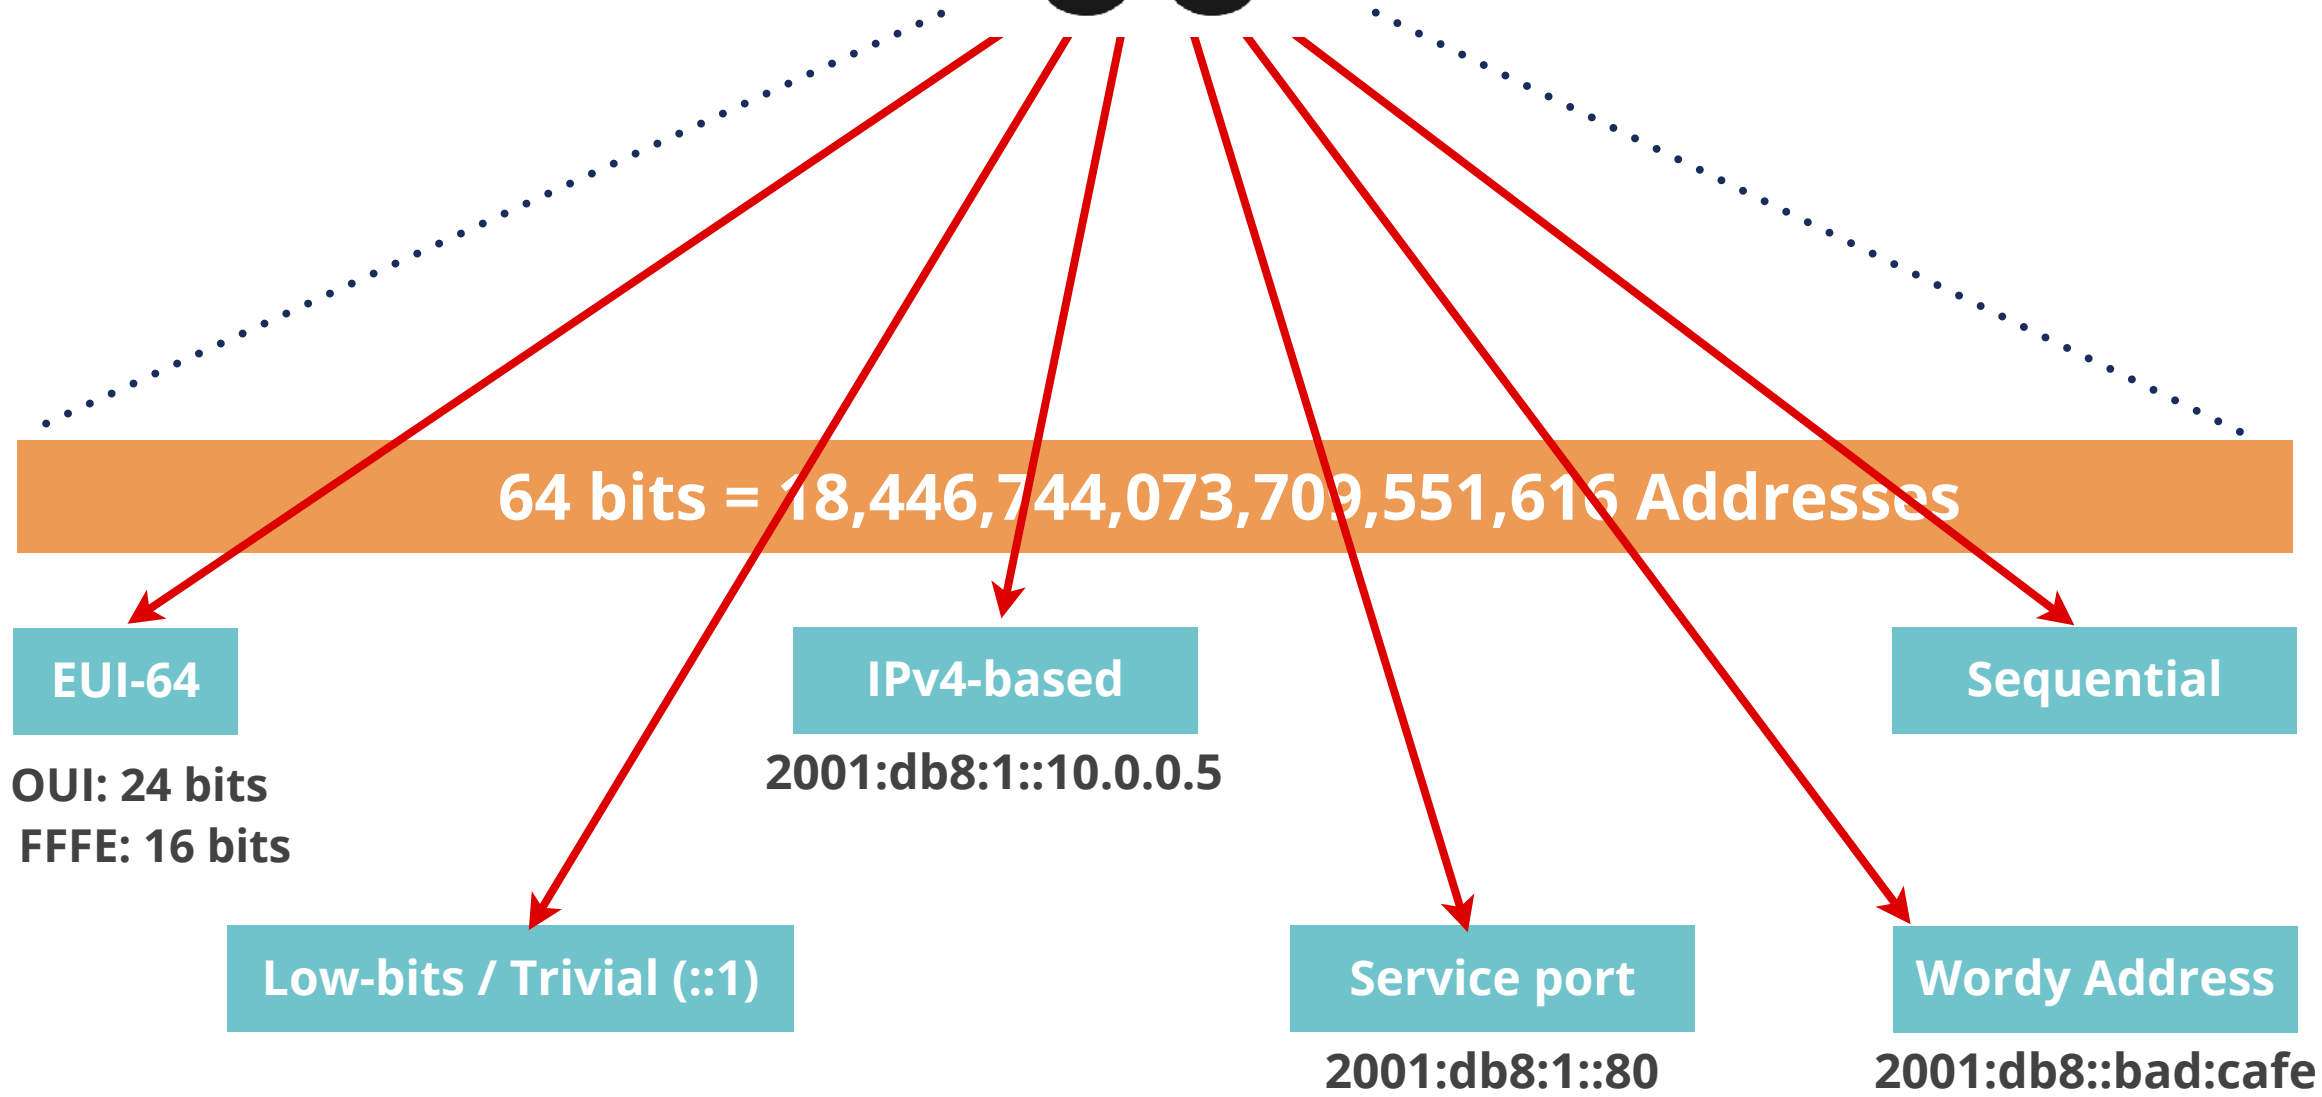 64 bits = 18,446,744,073,709,551,616 Addresses
EUI-64
OUI: 24 bits
FFFE: 16 bits
IPv4-based
2001:db8:1::10.0.0.5
Sequential
Low-bits / Trivial (::1)
Service port
2001:db8:1::80
Wordy Address
2001:db8::bad:cafe